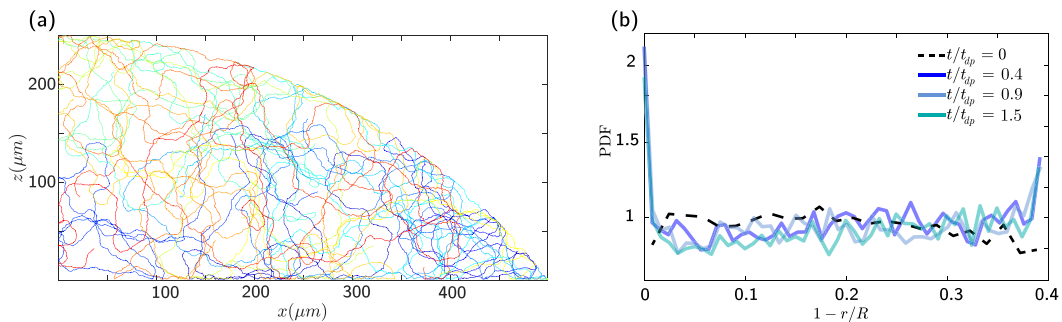 (a)
200
100
z(μm)
100
200
300
400
x(μm)
(b)
2
1.5
1
PDF
t/t_dp = 0
t/t_dp = 0.4
t/t_dp = 0.9
t/t_dp = 1.5
0
0.1
0.2
0.3
0.4
1 − r/R